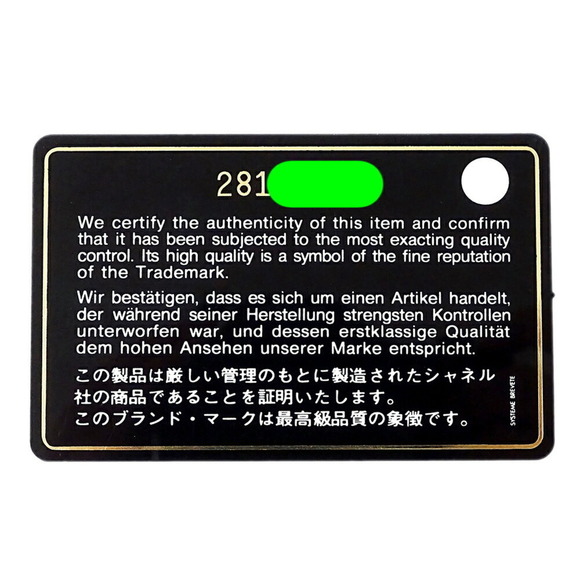 281
We certify the authenticity of this item and confirm
that it has been subjected to the most exacting quality
control. Its high quality is a symbol of the fine reputation
of the Trademark.
Wir bestätigen, dass es sich um einen Artikel handelt,
der während seiner Herstellung strengsten Kontrollen
unterworfen war, und dessen erstklassige Qualität
dem hohen Ansehen unserer Marke entspricht.
この製品は厳しい管理のもとに製造されたシャネル
社の商品であることを証明いたします。
このブランド・マークは最高級品質の象徴です。
SYSTEME BREVETE